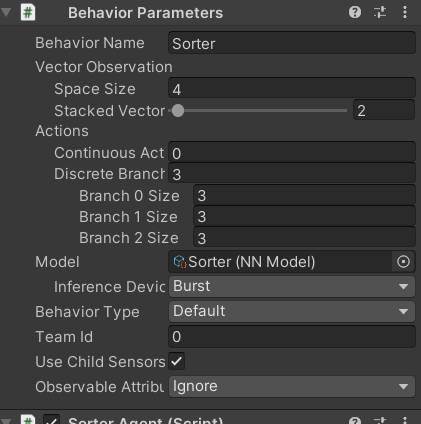 Behavior Parameters
Behavior Name Sorter
Vector Observation
Space Size 4
Stacked Vector 2
Actions
Continuous Act 0
Discrete Branch 3
Branch 0 Size 3
Branch 1 Size 3
Branch 2 Size 3
Model Sorter (NN Model)
Inference Devic Burst
Behavior Type Default
Team Id 0
Use Child Sensors
Observable Attribu Ignore
Sorter Agent (Script)